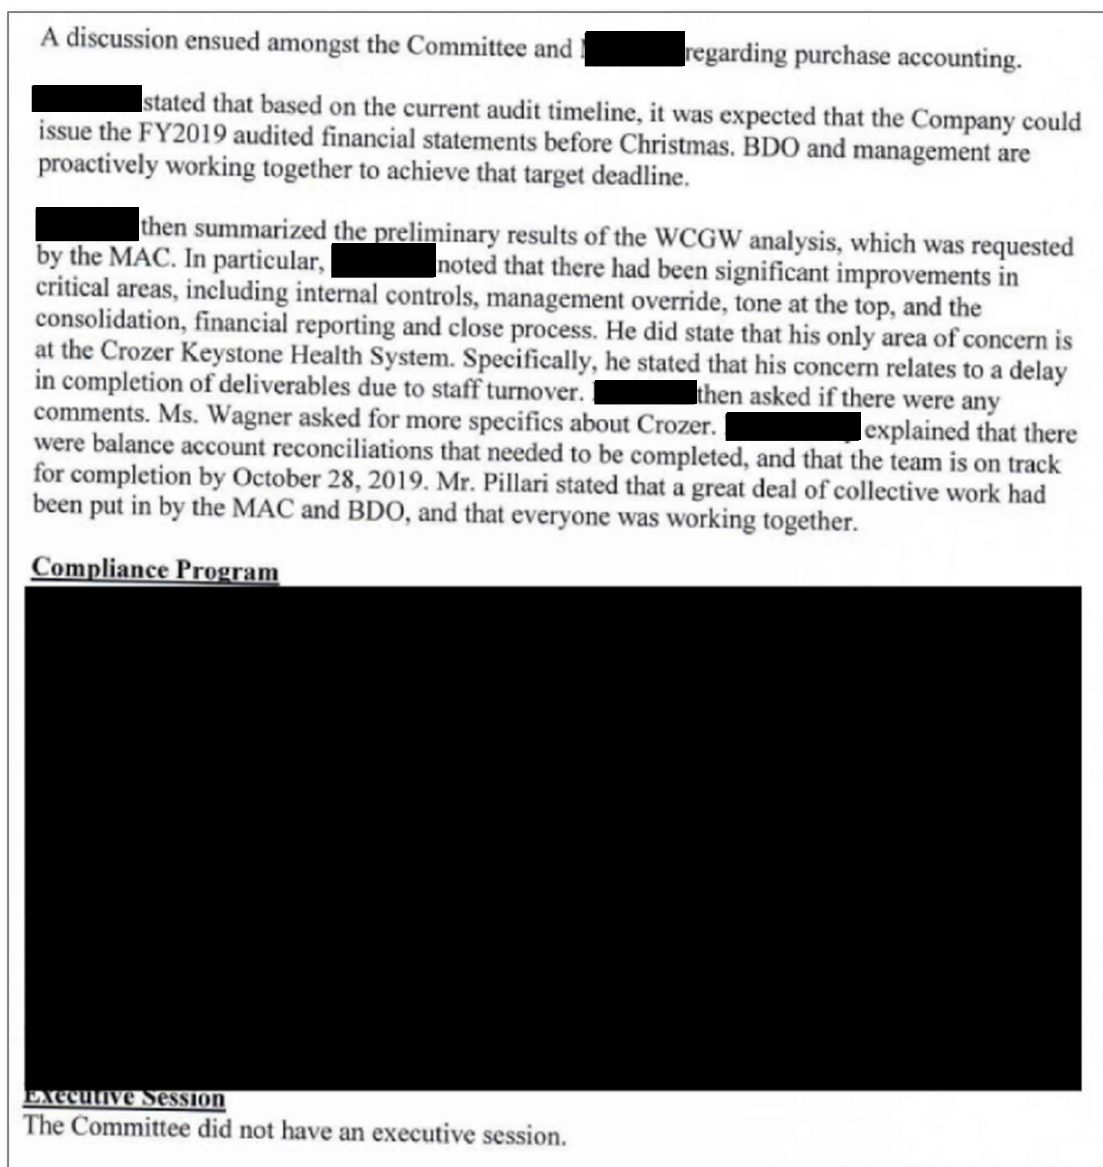 A discussion ensued amongst the Committee and regarding purchase accounting.
stated that based on the current audit timeline, it was expected that the Company could
issue the FY2019 audited financial statements before Christmas. BDO and management are
proactively working together to achieve that target deadline.
then summarized the preliminary results of the WCGW analysis, which was requested
by the MAC. In particular, noted that there had been significant improvements in
critical areas, including internal controls, management override, tone at the top, and the
consolidation, financial reporting and close process. He did state that his only area of concern is
at the Crozer Keystone Health System. Specifically, he stated that his concern relates to a delay
in completion of deliverables due to staff turnover. then asked if there were any
comments. Ms. Wagner asked for more specifics about Crozer. explained that there
were balance account reconciliations that needed to be completed, and that the team is on track
for completion by October 28, 2019. Mr. Pillari stated that a great deal of collective work had
been put in by the MAC and BDO, and that everyone was working together.
Compliance Program
Executive Session
The Committee did not have an executive session.